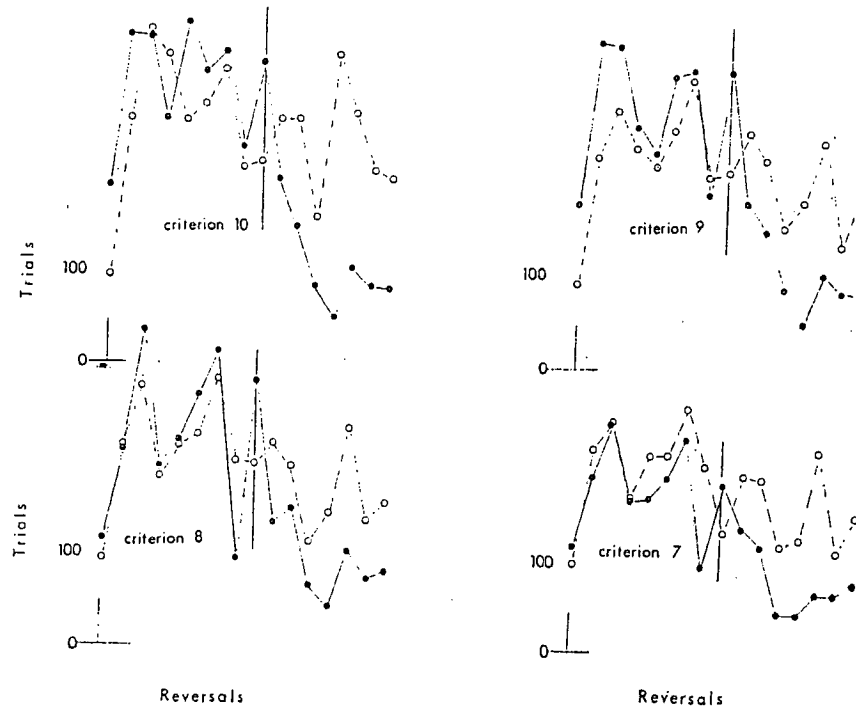 Trials
100
0
criterion 10
100
0
criterion 9
Trials
100
0
criterion 8
Reversals
100
0
criterion 7
Reversals